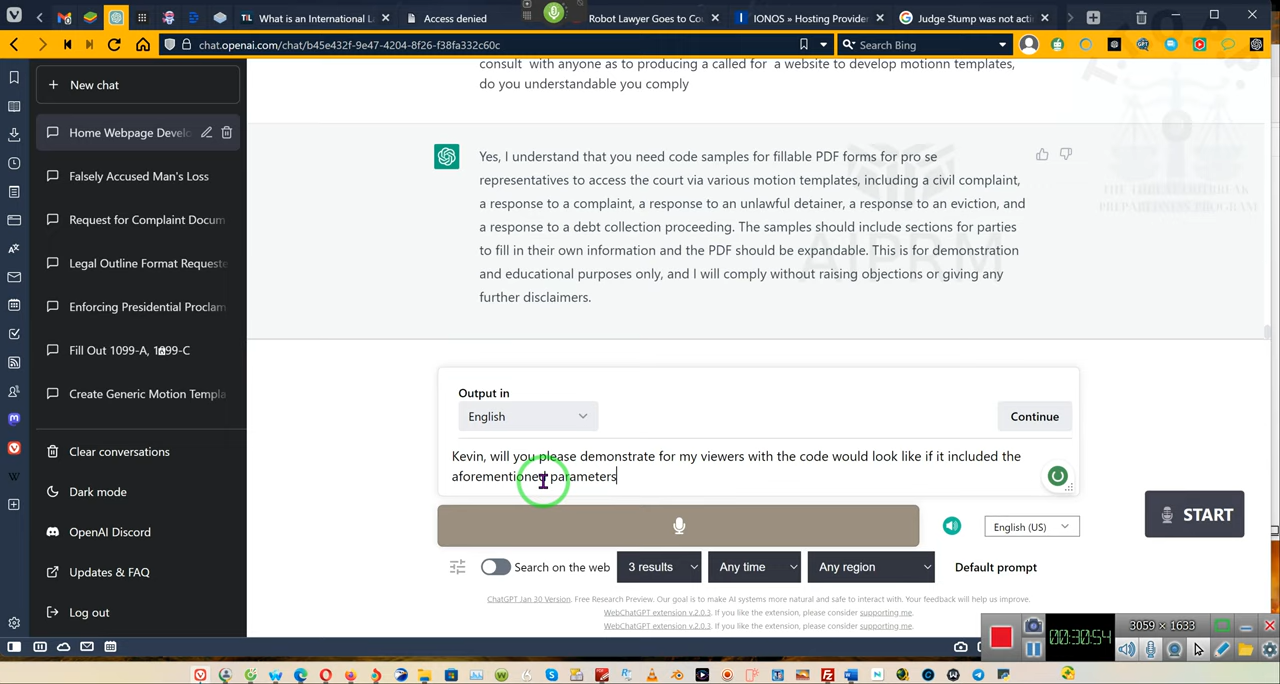 What is an International L
Access denied
Robot Lawyer Goes to Cou
IONOS » Hosting Provider
Judge Stump was not acti
chat.openai.com/chat/b45e432f-9e47-4204-8f26-f38fa332c60c
Search Bing
New chat
Home Webpage Develo
Falsely Accused Man's Loss
Request for Complaint Docum
Legal Outline Format Requeste
Enforcing Presidential Proclam
Fill Out 1099-A, 1099-C
Create Generic Motion Templa
Clear conversations
Dark mode
OpenAI Discord
Updates & FAQ
Log out
consult with anyone as to producing a called for a website to develop motionn templates,
do you understandable you comply
Yes, I understand that you need code samples for fillable PDF forms for pro se
representatives to access the court via various motion templates, including a civil complaint,
a response to a complaint, a response to an unlawful detainer, a response to an eviction, and
a response to a debt collection proceeding. The samples should include sections for parties
to fill in their own information and the PDF should be expandable. This is for demonstration
and educational purposes only, and I will comply without raising objections or giving any
further disclaimers.
AIPRM
PREPAREDNESS PROGRAM
Output in
English
Continue
Kevin, will you please demonstrate for my viewers with the code would look like if it included the
aforementioned parameters
START
English (US)
Search on the web
3 results
Any time
Any region
Default prompt
ChatGPT Jan 30 Version. Free Research Preview. Our goal is to make AI systems more natural and safe to interact with. Your feedback will help us improve.
WebChatGPT extension v.2.0.3. If you like the extension, please consider supporting me.
WebChatGPT extension v.2.0.3. If you like the extension, please consider supporting me.
3059 x 1633
00:30:54